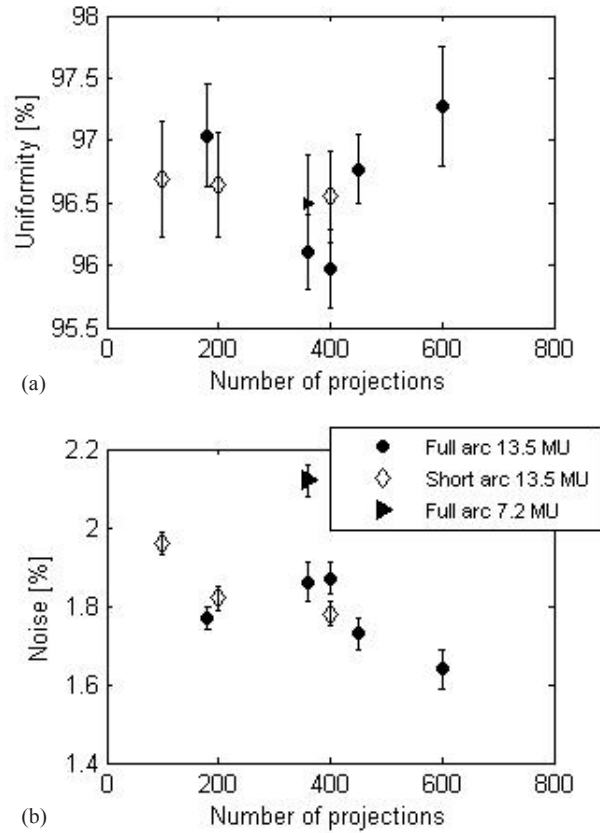 98
97.5
97
96.5
96
95.5
Uniformity [%]
0 200 400 600 800
Number of projections
(a)
2.2
2
1.8
1.6
1.4
Noise [%]
Full arc 13.5 MU
Short arc 13.5 MU
Full arc 7.2 MU
0 200 400 600 800
Number of projections
(b)